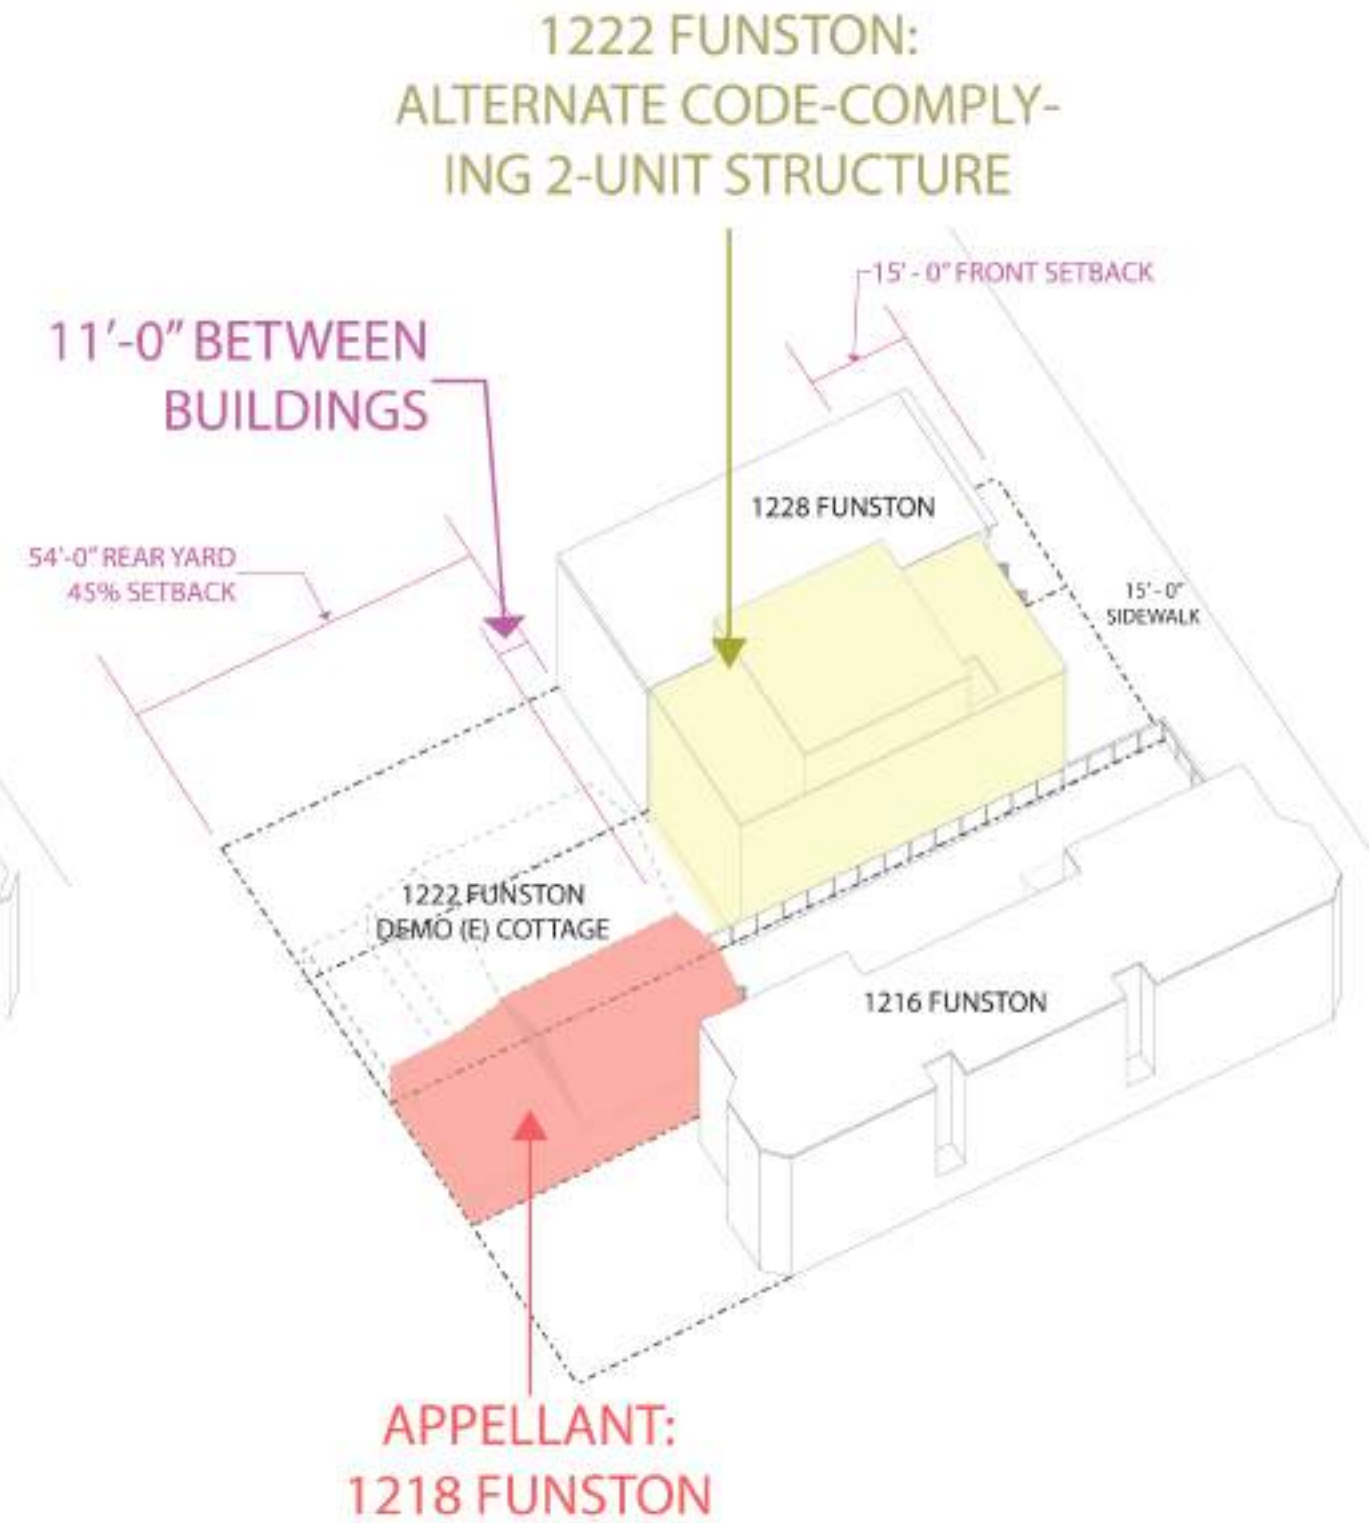 1222 FUNSTON:
ALTERNATE CODE-COMPLY-
ING 2-UNIT STRUCTURE
15' - 0" FRONT SETBACK
11'-0" BETWEEN
BUILDINGS
1228 FUNSTON
54'-0" REAR YARD
45% SETBACK
15' - 0"
SIDEWALK
1222 FUNSTON
DEMO (E) COTTAGE
1216 FUNSTON
APPELLANT:
1218 FUNSTON